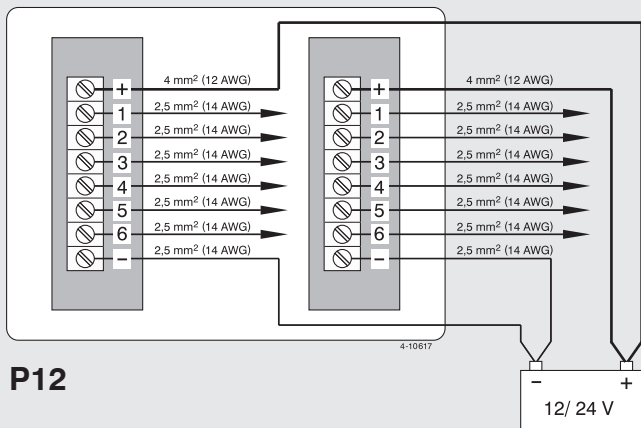 + 4 mm² (12 AWG)
1 2,5 mm² (14 AWG)
2 2,5 mm² (14 AWG)
3 2,5 mm² (14 AWG)
4 2,5 mm² (14 AWG)
5 2,5 mm² (14 AWG)
6 2,5 mm² (14 AWG)
– 2,5 mm² (14 AWG)
+ 4 mm² (12 AWG)
1 2,5 mm² (14 AWG)
2 2,5 mm² (14 AWG)
3 2,5 mm² (14 AWG)
4 2,5 mm² (14 AWG)
5 2,5 mm² (14 AWG)
6 2,5 mm² (14 AWG)
– 2,5 mm² (14 AWG)
4-10617
P12
– +
12/ 24 V